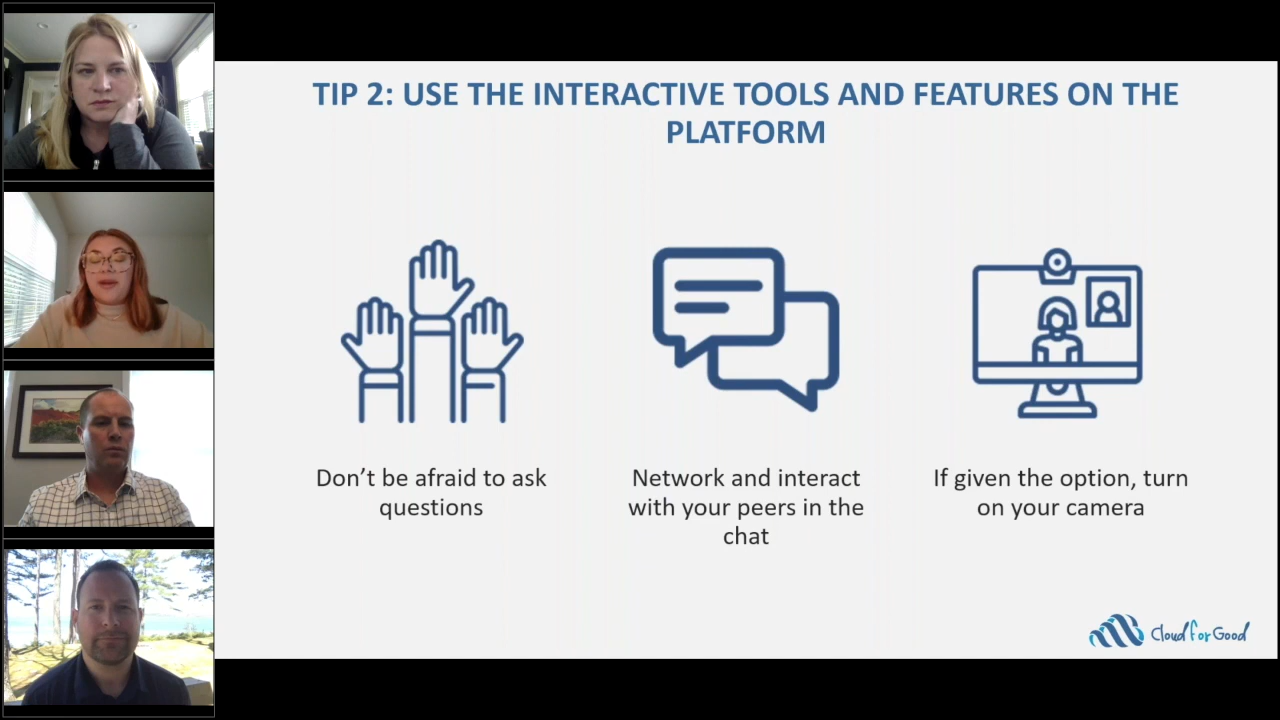 TIP 2: USE THE INTERACTIVE TOOLS AND FEATURES ON THE
PLATFORM
Don’t be afraid to ask
questions
Network and interact
with your peers in the
chat
If given the option, turn
on your camera
Cloud for Good